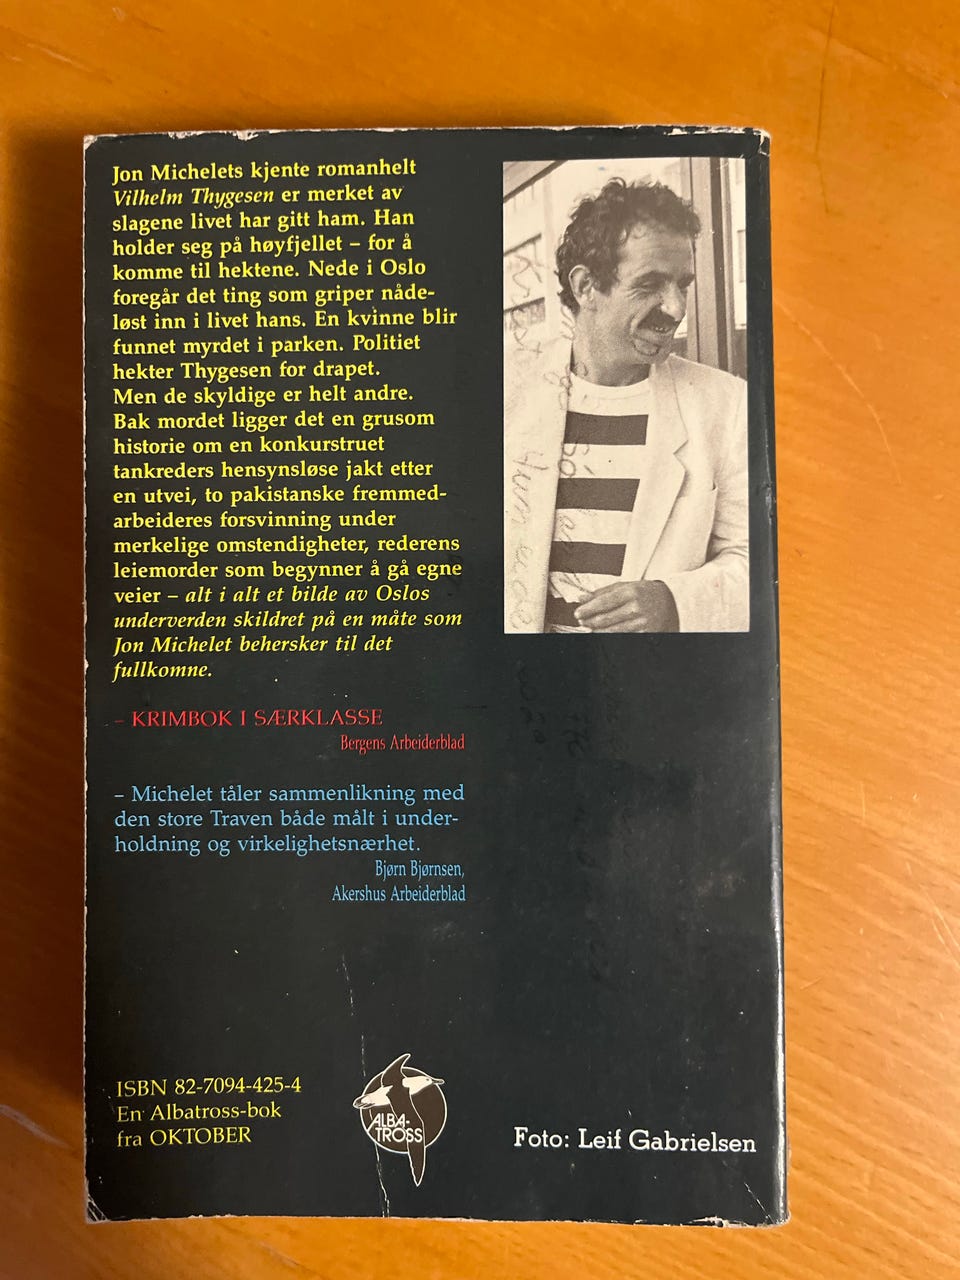 Jon Michelets kjente romanhelt
Vilhelm Thygesen er merket av
slagene livet har gitt ham. Han
holder seg på høyfjellet – for å
komme til hektene. Nede i Oslo
foregår det ting som griper nåde-
løst inn i livet hans. En kvinne blir
funnet myrdet i parken. Politiet
hekter Thygesen for drapet.
Men de skyldige er helt andre.
Bak mordet ligger det en grusom
historie om en konkurstruet
tankreders hensynsløse jakt etter
en utvei, to pakistanske fremmed-
arbeideres forsvinning under
merkelige omstendigheter, rederens
leiemorder som begynner å gå egne
veier – alt i alt et bilde av Oslos
underverden skildret på en måte som
Jon Michelet behersker til det
fullkomne.
– KRIMBOK I SÆRKLASSE
Bergens Arbeiderblad
– Michelet tåler sammenlikning med
den store Traven både målt i under-
holdning og virkelighetsnærhet.
Bjørn Bjørnsen,
Akershus Arbeiderblad
ISBN 82-7094-425-4
En Albatross-bok
fra OKTOBER
ALBA-
TROSS
Foto: Leif Gabrielsen